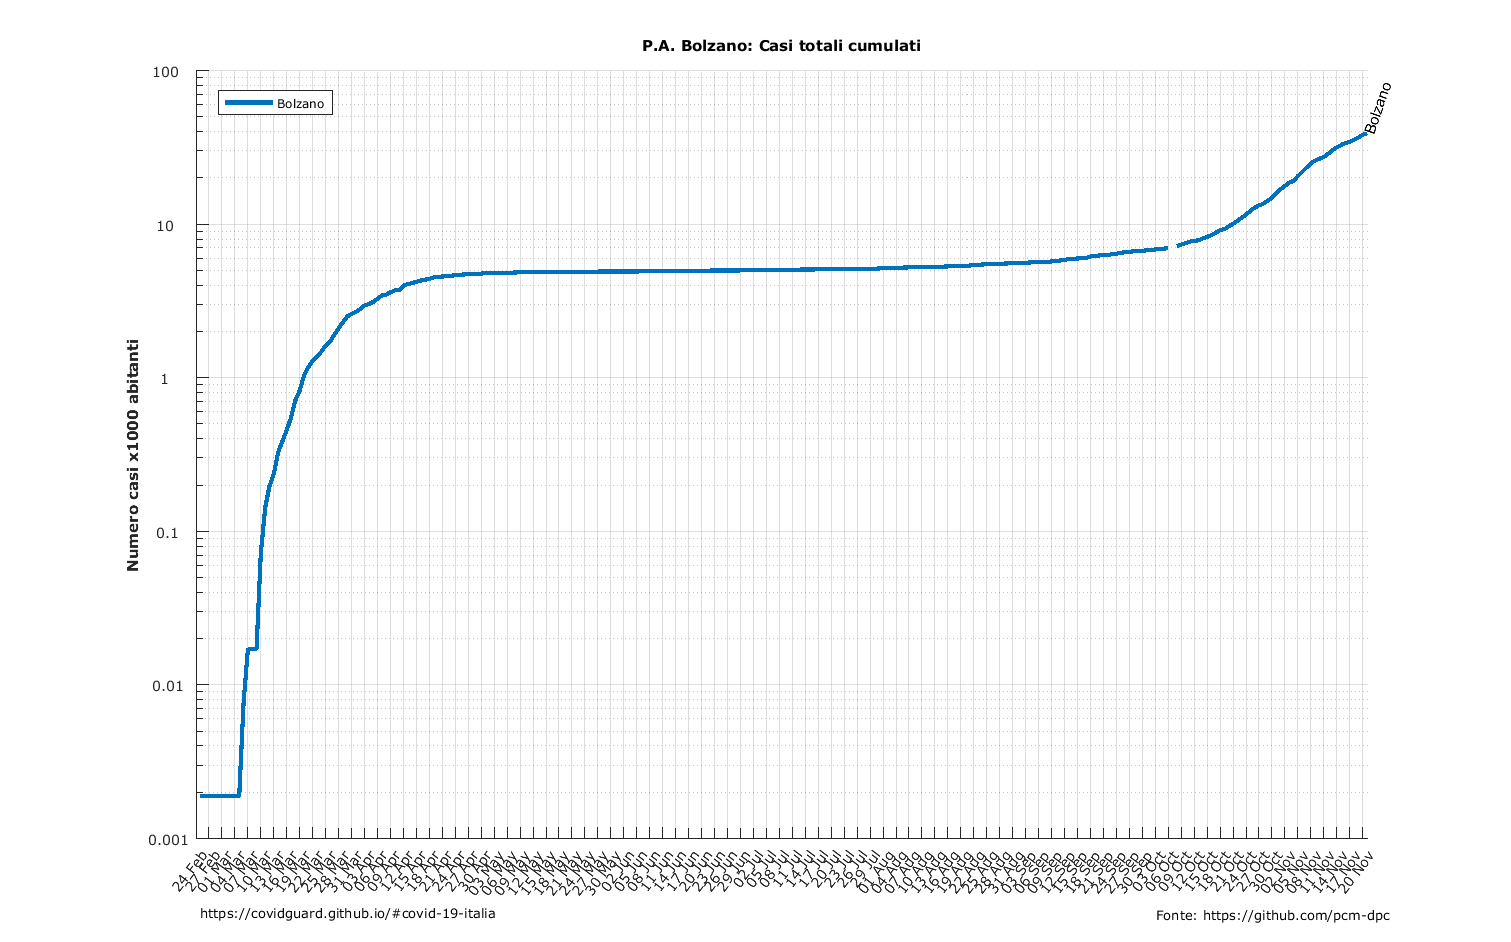 P.A. Bolzano: Casi totali cumulati
100
10
1
0.1
0.01
0.001
Numero casi x1000 abitanti
Bolzano
Bolzano
24 Feb
27 Feb
01 Mar
04 Mar
07 Mar
10 Mar
13 Mar
16 Mar
19 Mar
22 Mar
25 Mar
28 Mar
31 Mar
03 Apr
06 Apr
09 Apr
12 Apr
15 Apr
18 Apr
21 Apr
24 Apr
27 Apr
30 Apr
03 May
06 May
09 May
12 May
15 May
18 May
21 May
24 May
27 May
30 May
02 Jun
05 Jun
08 Jun
11 Jun
14 Jun
17 Jun
20 Jun
23 Jun
26 Jun
29 Jun
02 Jul
05 Jul
08 Jul
11 Jul
14 Jul
17 Jul
20 Jul
23 Jul
26 Jul
29 Jul
01 Aug
04 Aug
07 Aug
10 Aug
13 Aug
16 Aug
19 Aug
22 Aug
25 Aug
28 Aug
31 Aug
03 Sep
06 Sep
09 Sep
12 Sep
15 Sep
18 Sep
21 Sep
24 Sep
27 Sep
30 Sep
03 Oct
06 Oct
09 Oct
12 Oct
15 Oct
18 Oct
21 Oct
24 Oct
27 Oct
30 Oct
02 Nov
05 Nov
08 Nov
11 Nov
14 Nov
17 Nov
20 Nov
https://covidguard.github.io/#covid-19-italia
Fonte: https://github.com/pcm-dpc